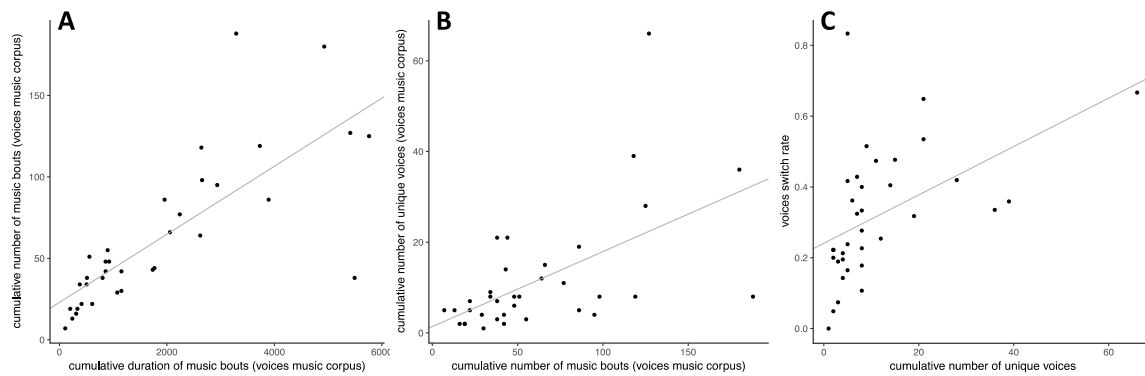 A
cumulative number of music bouts (voices music corpus)
150
100
50
0
0 2000 4000 6000
cumulative duration of music bouts (voices music corpus)
B
cumulative number of unique voices (voices music corpus)
60
40
20
0
0 50 100 150
cumulative number of music bouts (voices music corpus)
C
voices switch rate
0.8
0.6
0.4
0.2
0.0
0 20 40 60
cumulative number of unique voices